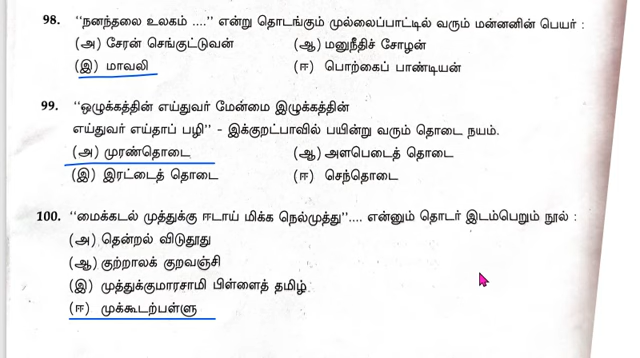 98. "நனந்தலை உலகம் ...." என்று தொடங்கும் முல்லைப்பாட்டில் வரும் மன்னனின் பெயர் :
(அ) சேரன் செங்குட்டுவன் (ஆ) மனுநீதிச் சோழன்
(இ) மாவலி (ஈ) பொற்கைப் பாண்டியன்
99. "ஒழுக்கத்தின் எய்துவர் மேன்மை இழுக்கத்தின்
எய்துவர் எய்தாப் பழி" - இக்குறட்பாவில் பயின்று வரும் தொடை நயம்.
(அ) முரண்தொடை (ஆ) அளபெடைத் தொடை
(இ) இரட்டைத் தொடை (ஈ) செந்தொடை
100. "மைக்கடல் முத்துக்கு ஈடாய் மிக்க நெல்முத்து".... என்னும் தொடர் இடம்பெறும் நூல் :
(அ) தென்றல் விடுதூது
(ஆ) குற்றாலக் குறவஞ்சி
(இ) முத்துக்குமாரசாமி பிள்ளைத் தமிழ்
(ஈ) முக்கூடற்பள்ளு